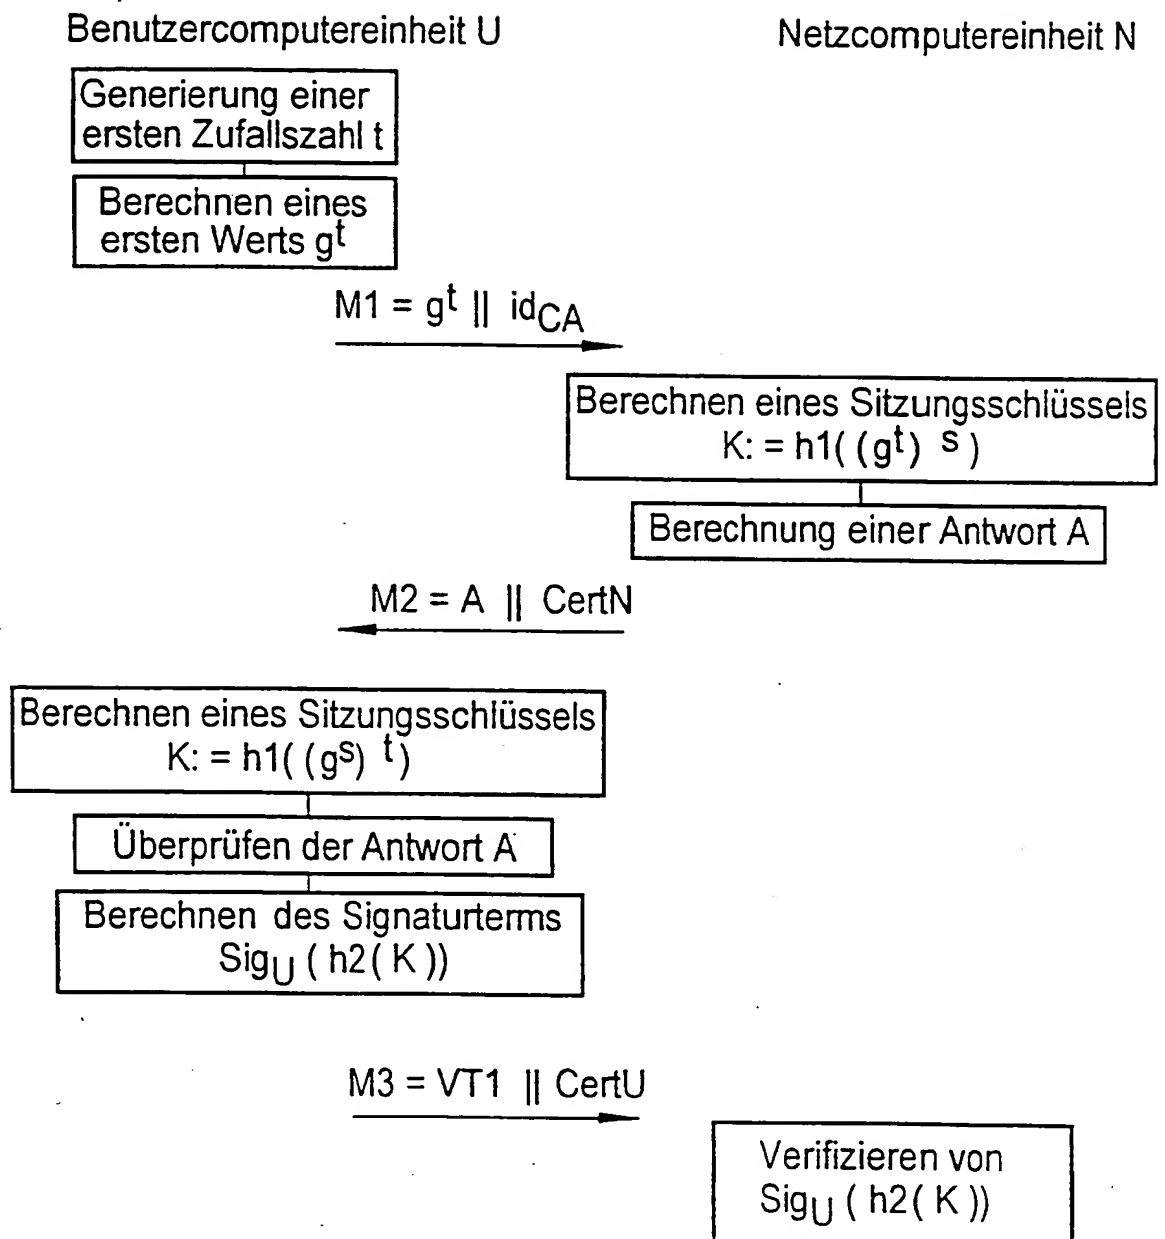 Benutzercomputereinheit U
Netzcomputereinheit N
Generierung einer
ersten Zufallszahl t
Berechnen eines
ersten Werts g^t
M1 = g^t || id_CA
Berechnen eines Sitzungsschlüssels
K: = h1( (g^t) ^s )
Berechnung einer Antwort A
M2 = A || CertN
Berechnen eines Sitzungsschlüssels
K: = h1( (g^s) ^t )
Überprüfen der Antwort A
Berechnen des Signaturterms
Sig_U ( h2( K ))
M3 = VT1 || CertU
Verifizieren von
Sig_U ( h2( K ))